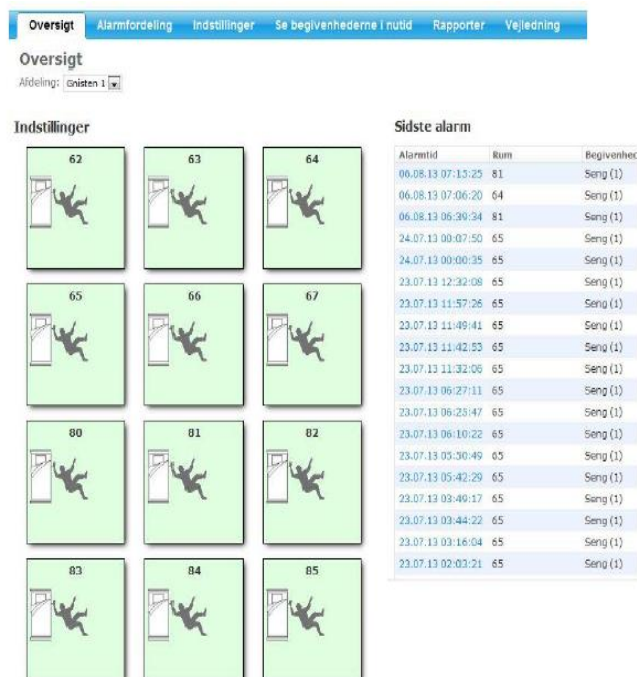 Oversigt Alarmfordeling Indstillinger Se begivenhederne i nutid Rapporter Vejledning
Oversigt
Afdeling: Gnisten 1
Indstillinger
62 63 64
65 66 67
80 81 82
83 84 85
Sidste alarm
Alarmtid Rum Begivenhed
06.08.13 07:15:25 81 Seng (1)
06.08.13 07:06:20 64 Seng (1)
06.08.13 06:39:34 81 Seng (1)
24.07.13 00:07:50 65 Seng (1)
24.07.13 00:00:35 65 Seng (1)
23.07.13 12:32:08 65 Seng (1)
23.07.13 11:57:26 65 Seng (1)
23.07.13 11:49:41 65 Seng (1)
23.07.13 11:42:53 65 Seng (1)
23.07.13 11:32:06 65 Seng (1)
23.07.13 06:27:11 65 Seng (1)
23.07.13 06:25:47 65 Seng (1)
23.07.13 06:10:22 65 Seng (1)
23.07.13 05:50:49 65 Seng (1)
23.07.13 05:42:29 65 Seng (1)
23.07.13 03:49:17 65 Seng (1)
23.07.13 03:44:22 65 Seng (1)
23.07.13 03:16:04 65 Seng (1)
23.07.13 02:03:21 65 Seng (1)